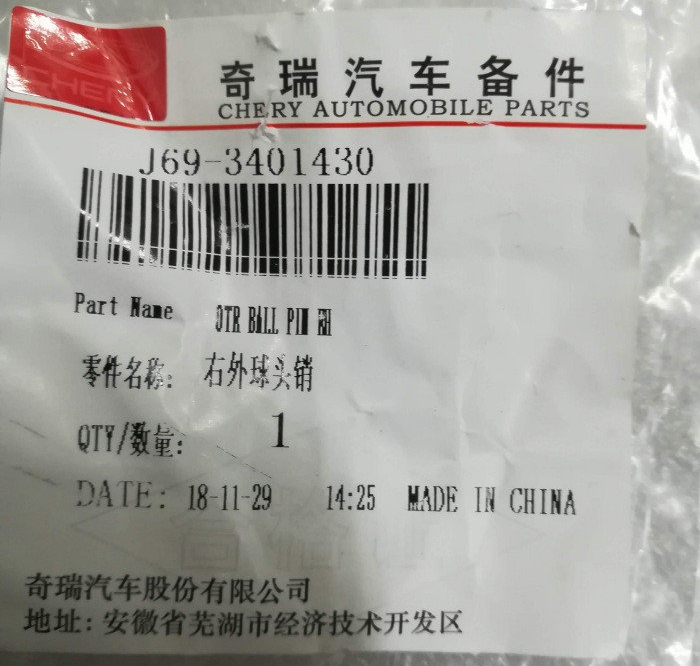 CHERY
奇瑞汽车备件
CHERY AUTOMOBILE PARTS
J69-3401430
Part Name OTR BALL PIN RH
零件名称: 右外球头销
QTY/数量: 1
DATE: 18-11-29 14:25 MADE IN CHINA
奇瑞汽车股份有限公司
地址: 安徽省芜湖市经济技术开发区